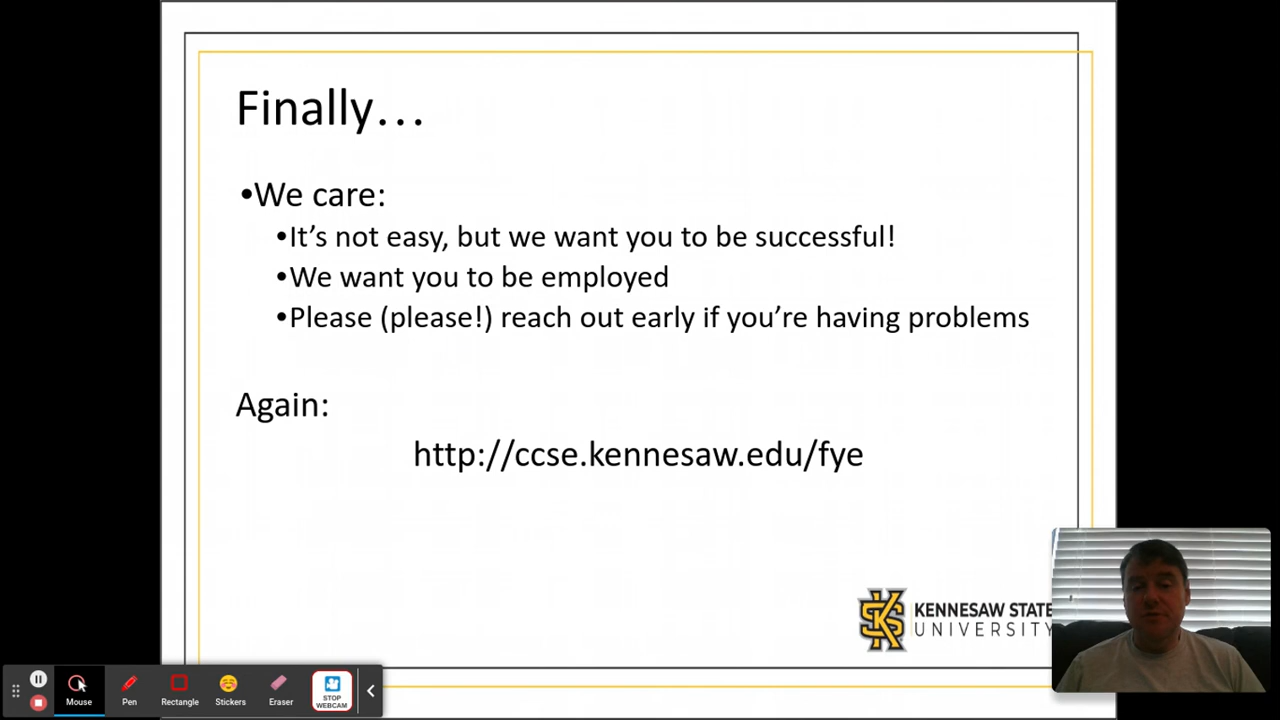 Finally…
•We care:
•It’s not easy, but we want you to be successful!
•We want you to be employed
•Please (please!) reach out early if you’re having problems
Again:
http://ccse.kennesaw.edu/fye
KENNESAW STATE
UNIVERSITY
Mouse
Pen
Rectangle
Stickers
Eraser
STOP
WEBCAM